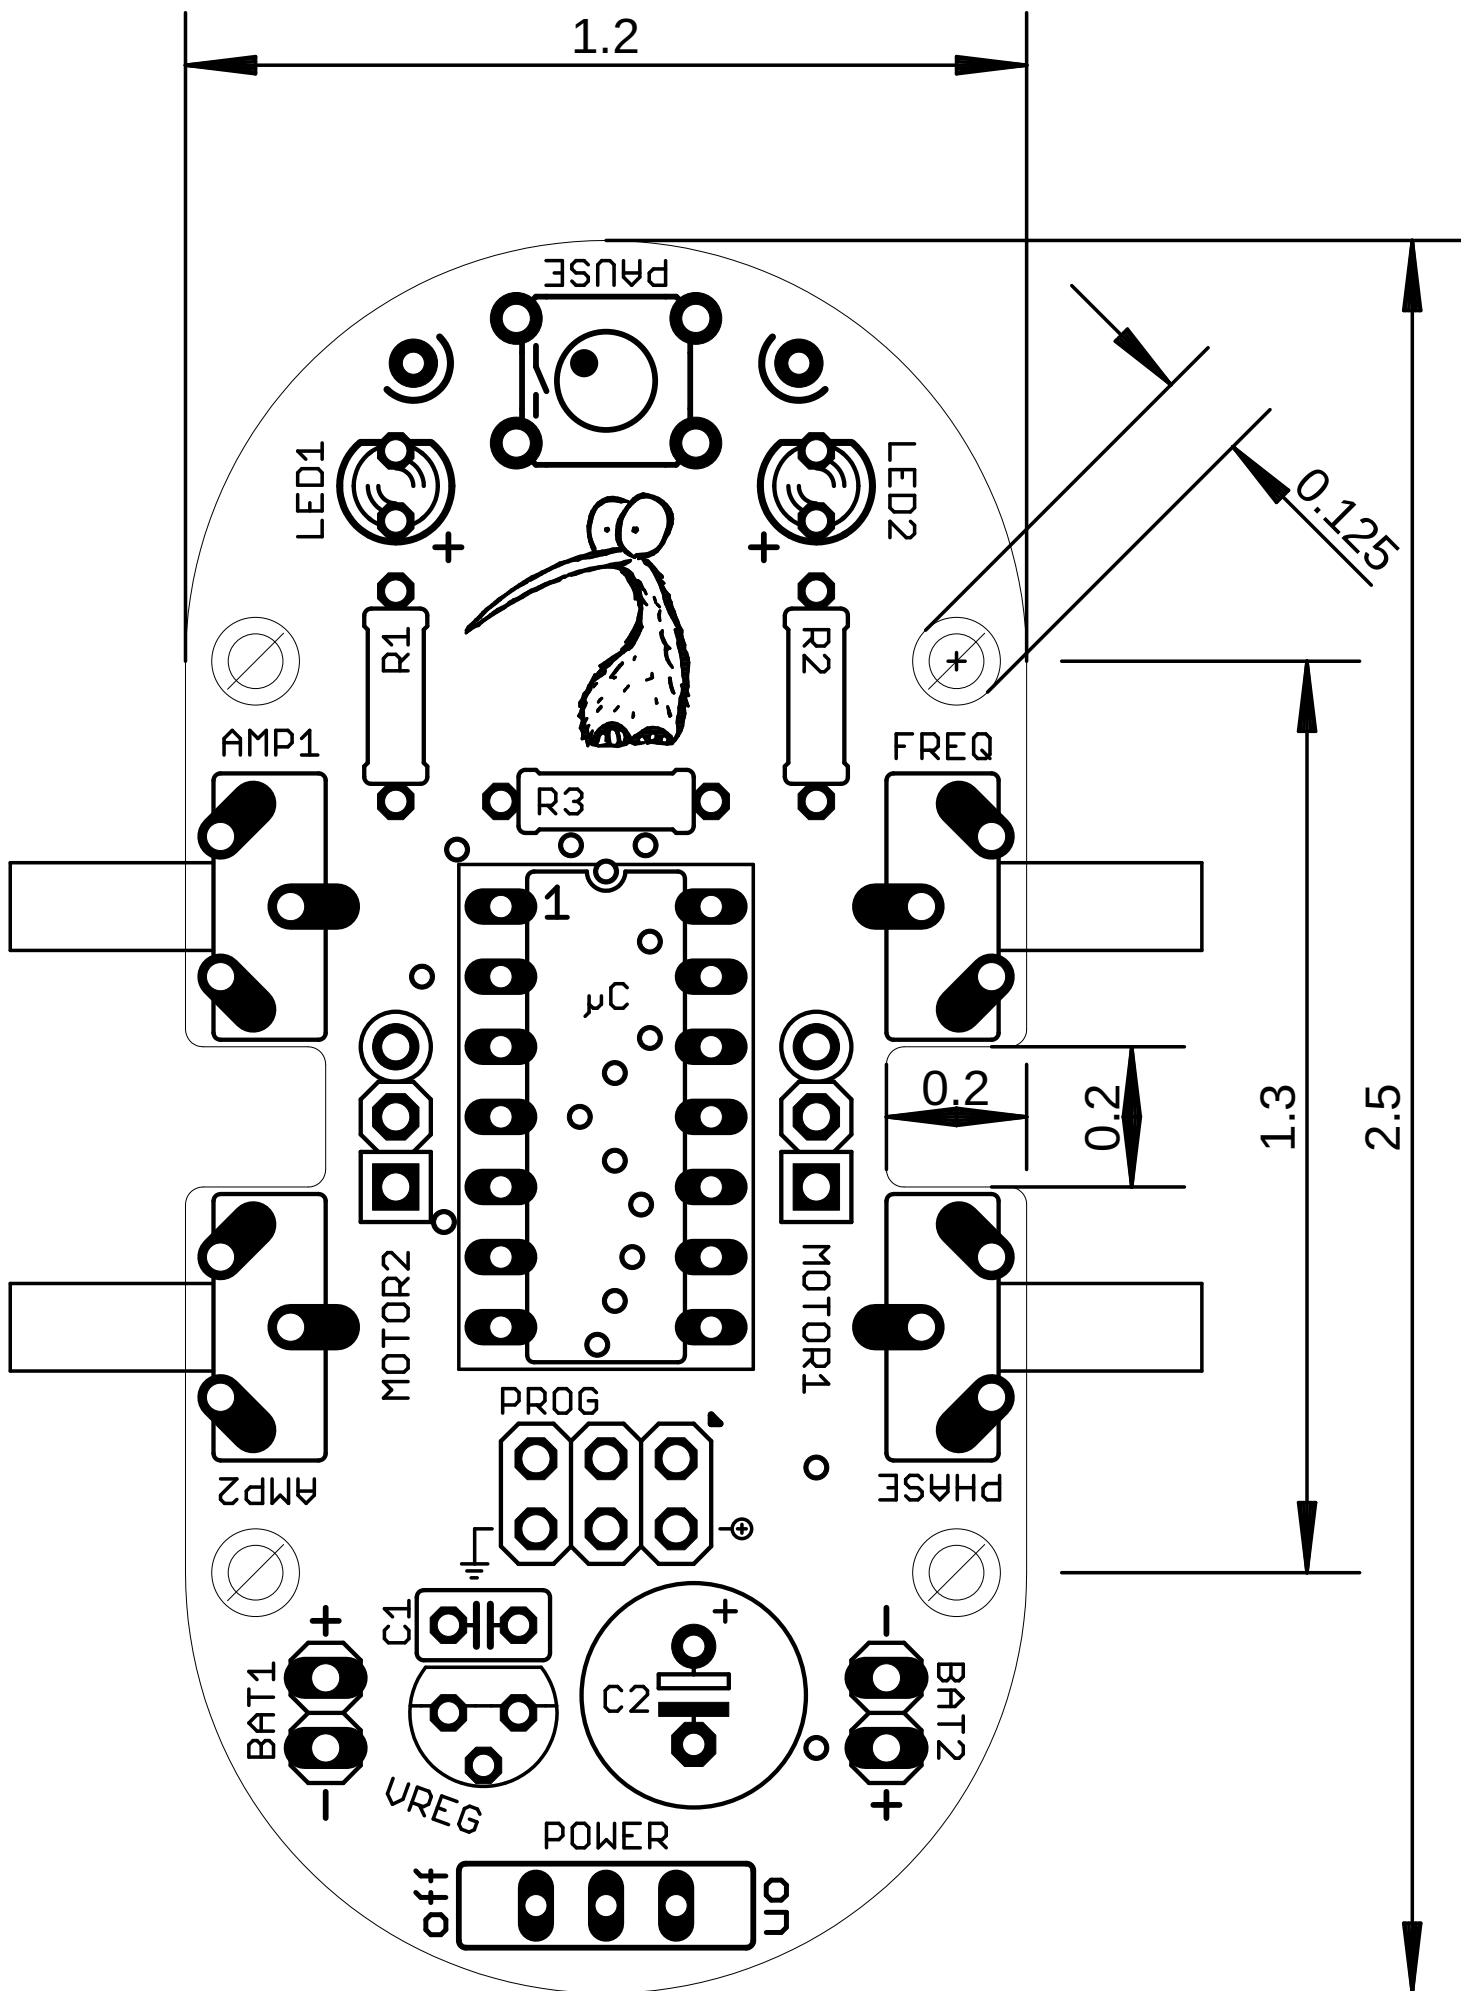 1.2
PAUSE
LED1
LED2
+
+
0.125
R1
R2
AMP1
FREQ
R3
1
µC
0.2
0.2
1.3
2.5
MOTOR2
MOTOR1
PROG
AMP2
PHASE
+
C1
+
-
BAT1
C2
BAT2
-
VREG
+
POWER
off
on